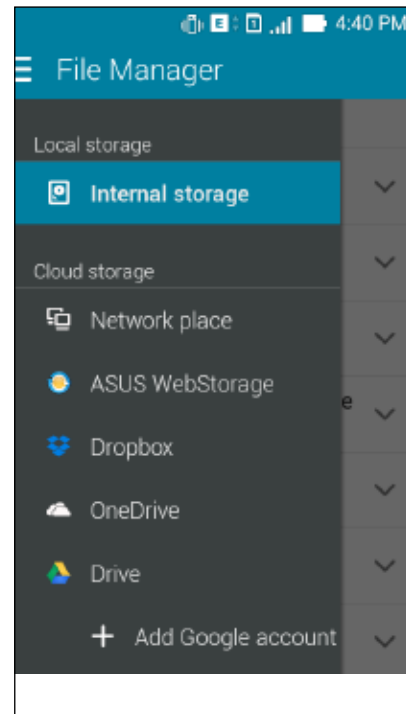 E 1 4:40 PM
File Manager
Local storage
Internal storage
Cloud storage
Network place
ASUS WebStorage
e
Dropbox
OneDrive
Drive
+ Add Google account